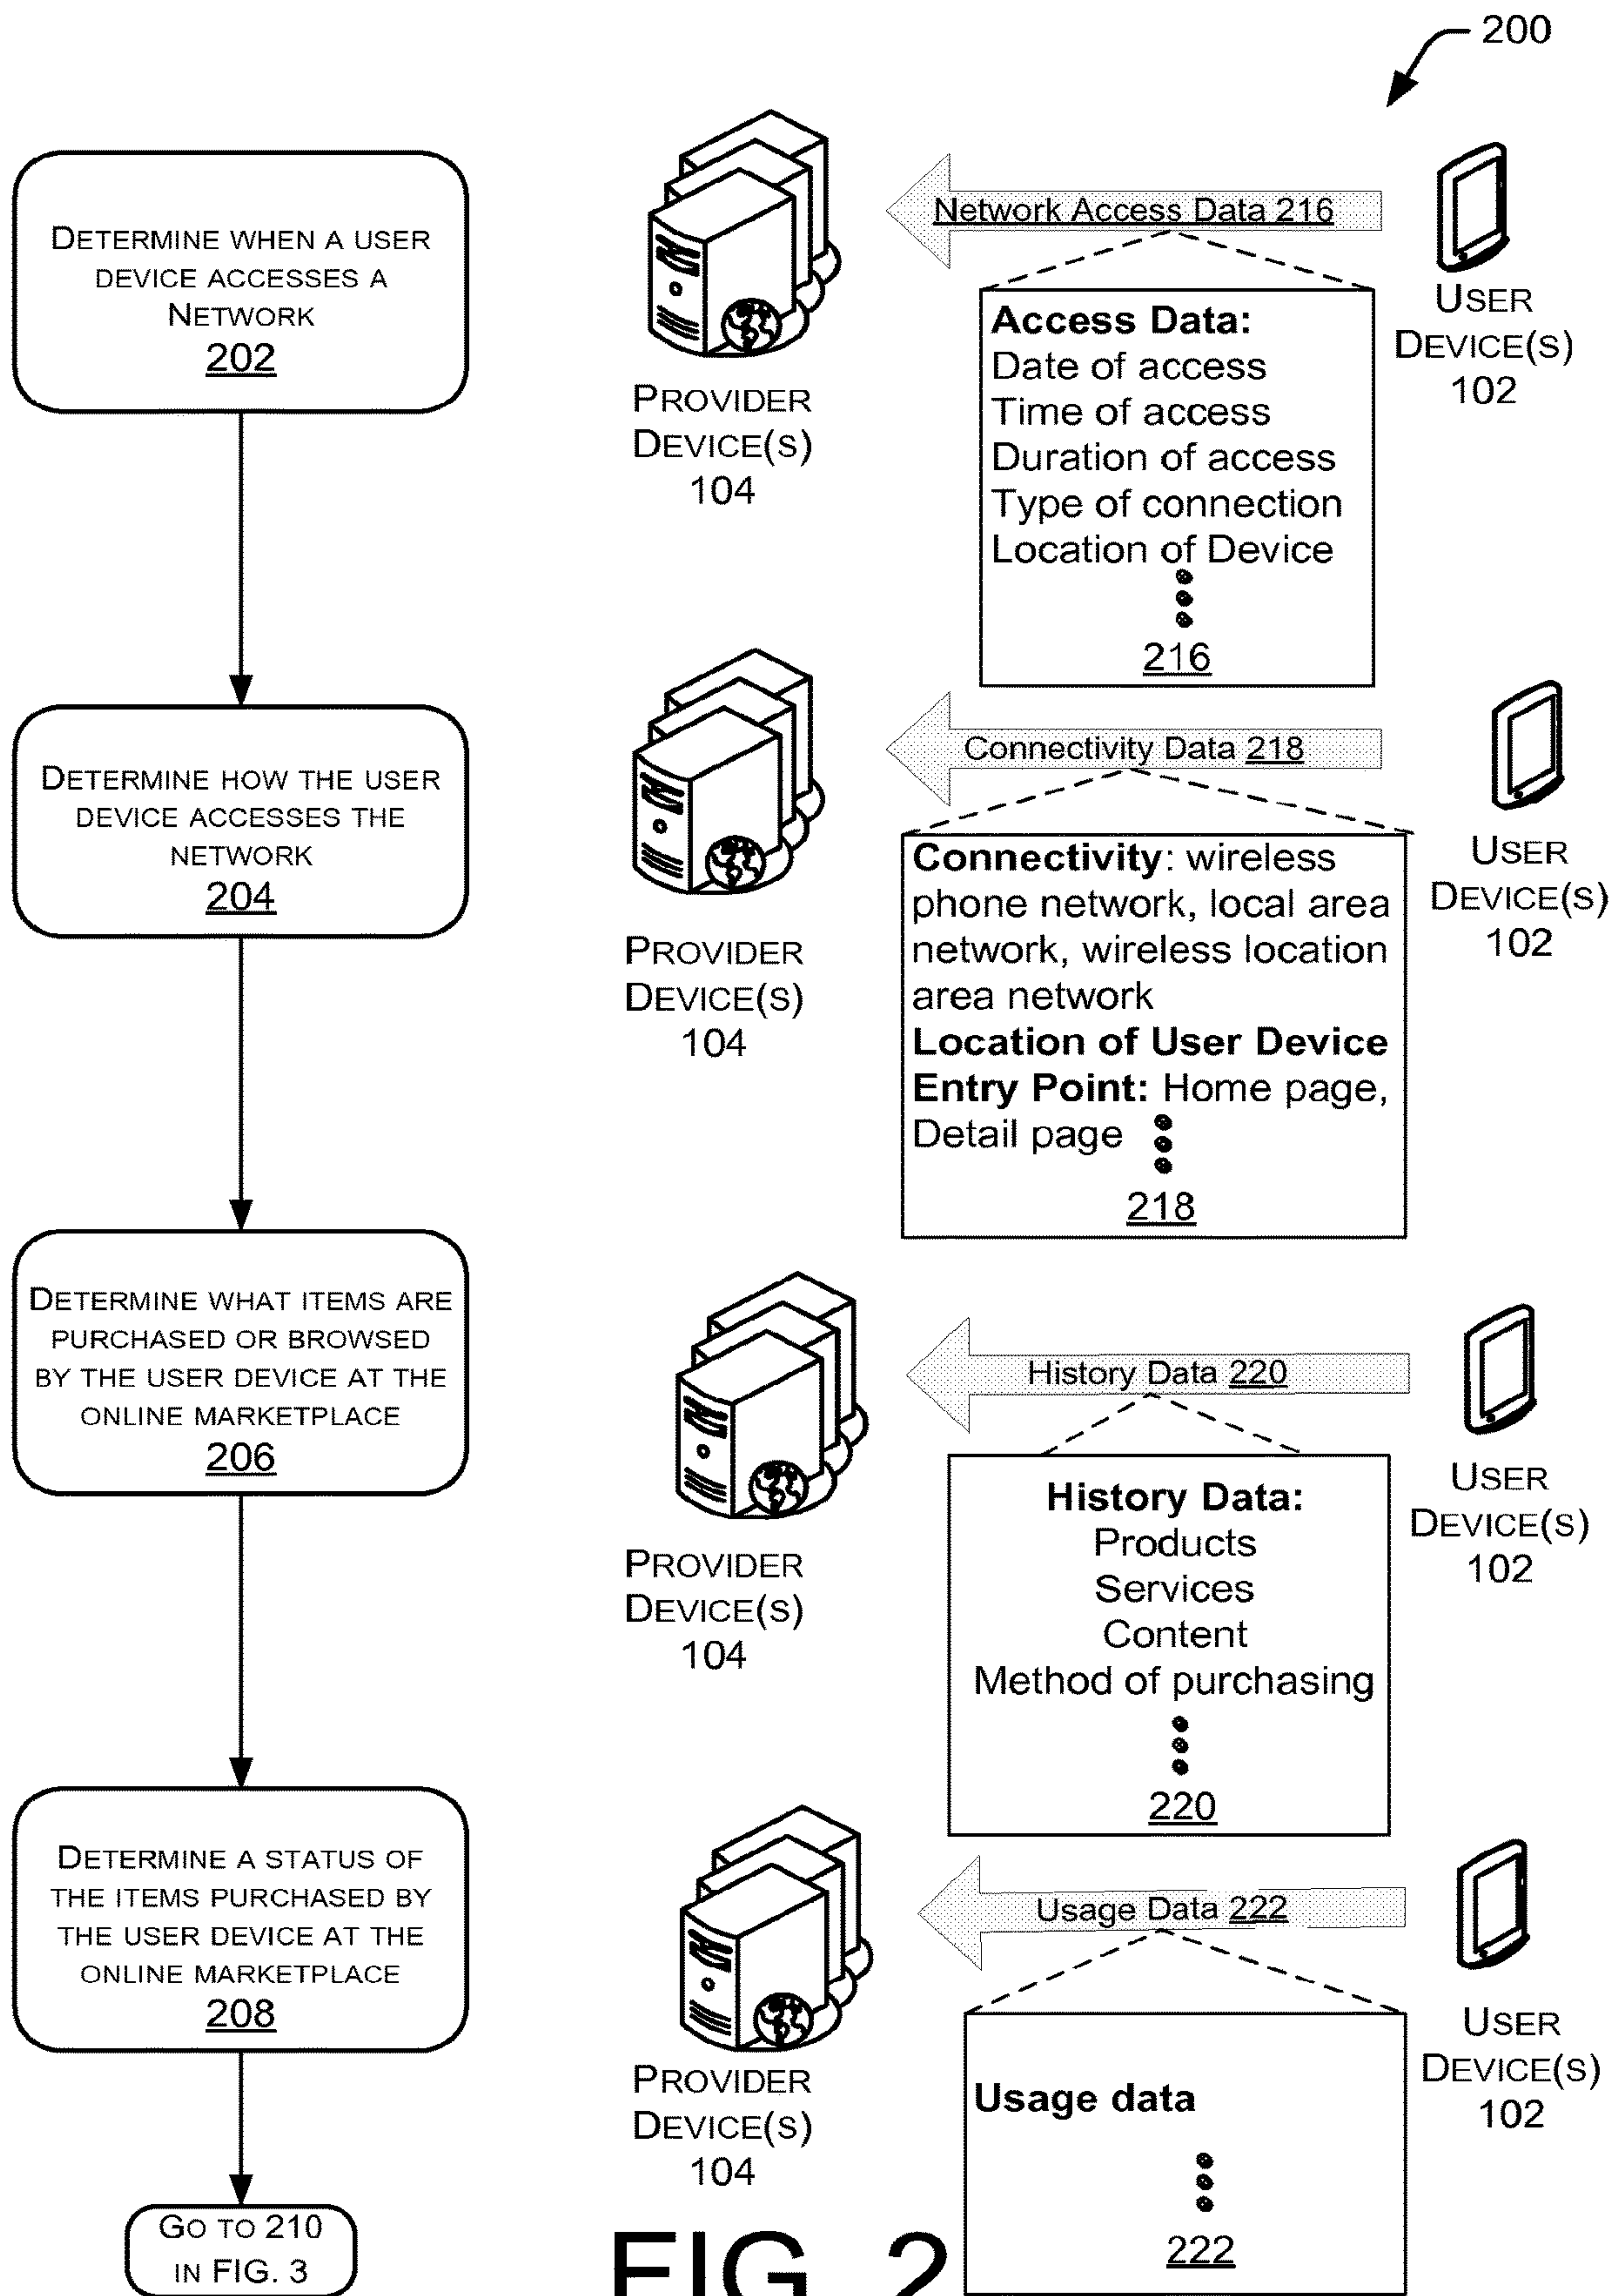 200
DETERMINE WHEN A USER
DEVICE ACCESSES A
NETWORK
202
Network Access Data 216
USER
DEVICE(S)
102
PROVIDER
DEVICE(S)
104
Access Data:
Date of access
Time of access
Duration of access
Type of connection
Location of Device
216
DETERMINE HOW THE USER
DEVICE ACCESSES THE
NETWORK
204
Connectivity Data 218
USER
DEVICE(S)
102
PROVIDER
DEVICE(S)
104
Connectivity: wireless
phone network, local area
network, wireless location
area network
Location of User Device
Entry Point: Home page,
Detail page
218
DETERMINE WHAT ITEMS ARE
PURCHASED OR BROWSED
BY THE USER DEVICE AT THE
ONLINE MARKETPLACE
206
History Data 220
USER
DEVICE(S)
102
PROVIDER
DEVICE(S)
104
History Data:
Products
Services
Content
Method of purchasing
220
DETERMINE A STATUS OF
THE ITEMS PURCHASED BY
THE USER DEVICE AT THE
ONLINE MARKETPLACE
208
Usage Data 222
USER
DEVICE(S)
102
PROVIDER
DEVICE(S)
104
Usage data
222
GO TO 210
IN FIG. 3
FIG. 2